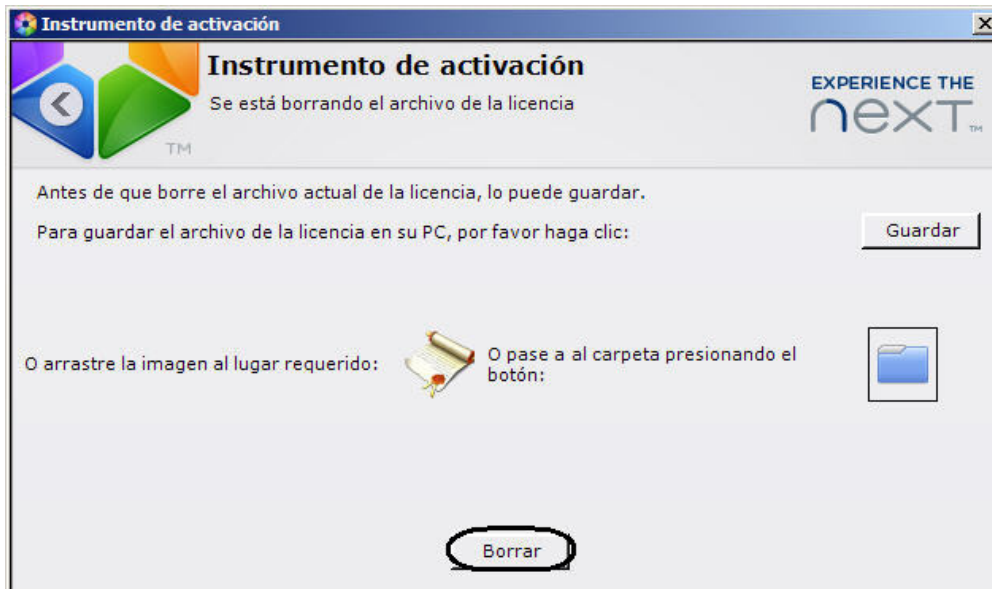 Instrumento de activación
Instrumento de activación
Se está borrando el archivo de la licencia
EXPERIENCE THE
next™
TM
Antes de que borre el archivo actual de la licencia, lo puede guardar.
Para guardar el archivo de la licencia en su PC, por favor haga clic:
Guardar
O arrastre la imagen al lugar requerido:
O pase a al carpeta presionando el
botón:
Borrar